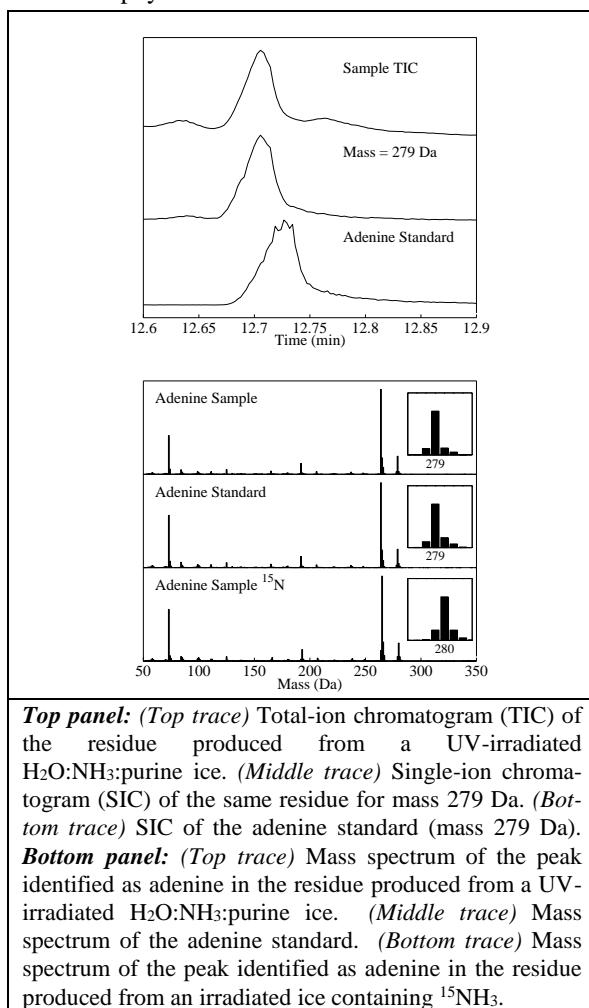 Sample TIC
Mass = 279 Da
Adenine Standard
12.6 12.65 12.7 12.75 12.8 12.85 12.9
Time (min)
Adenine Sample
279
Adenine Standard
279
Adenine Sample ¹⁵N
280
50 100 150 200 250 300 350
Mass (Da)
Top panel: (Top trace) Total-ion chromatogram (TIC) of
the residue produced from a UV-irradiated
H₂O:NH₃:purine ice. (Middle trace) Single-ion chroma-
togram (SIC) of the same residue for mass 279 Da. (Bot-
tom trace) SIC of the adenine standard (mass 279 Da).
Bottom panel: (Top trace) Mass spectrum of the peak
identified as adenine in the residue produced from a UV-
irradiated H₂O:NH₃:purine ice. (Middle trace) Mass
spectrum of the adenine standard. (Bottom trace) Mass
spectrum of the peak identified as adenine in the residue
produced from an irradiated ice containing ¹⁵NH₃.